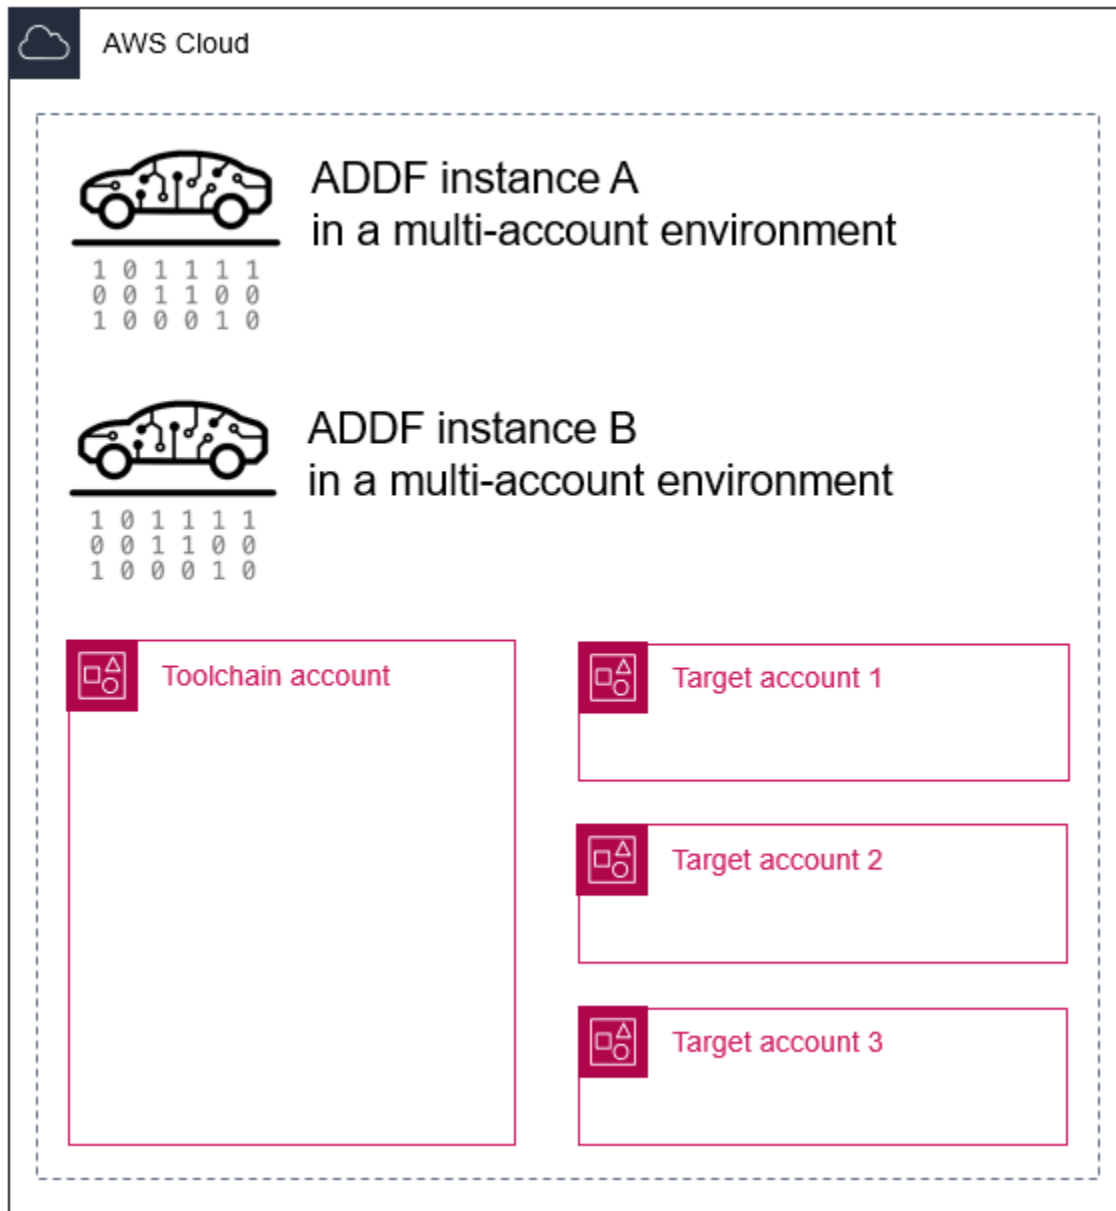 AWS Cloud
ADDF instance A
in a multi-account environment
1 0 1 1 1 1
0 0 1 1 0 0
1 0 0 0 1 0
ADDF instance B
in a multi-account environment
1 0 1 1 1 1
0 0 1 1 0 0
1 0 0 0 1 0
Toolchain account
Target account 1
Target account 2
Target account 3